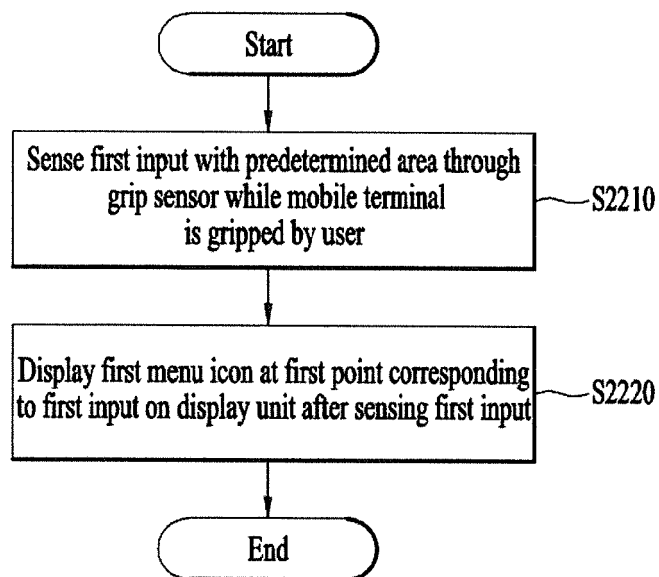 Start
Sense first input with predetermined area through
grip sensor while mobile terminal
is gripped by user
S2210
Display first menu icon at first point corresponding
to first input on display unit after sensing first input
S2220
End